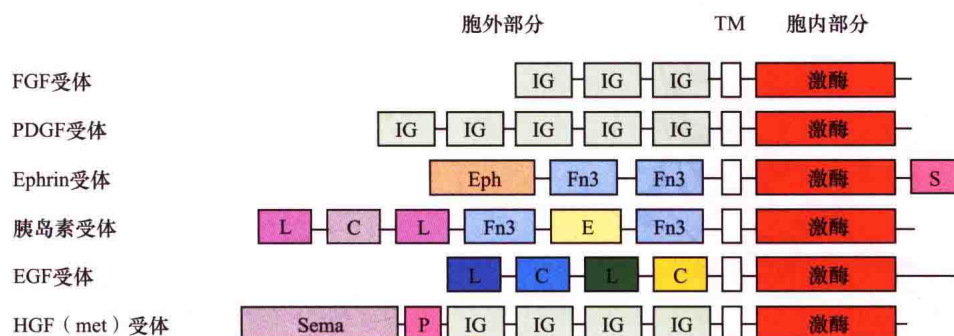 胞外部分 TM 胞内部分
FGF受体 IG IG IG 激酶
PDGF受体 IG IG IG IG IG 激酶
Ephrin受体 Eph Fn3 Fn3 激酶 S
胰岛素受体 L C L Fn3 E Fn3 激酶
EGF受体 L C L C 激酶
HGF（met）受体 Sema P IG IG IG IG 激酶